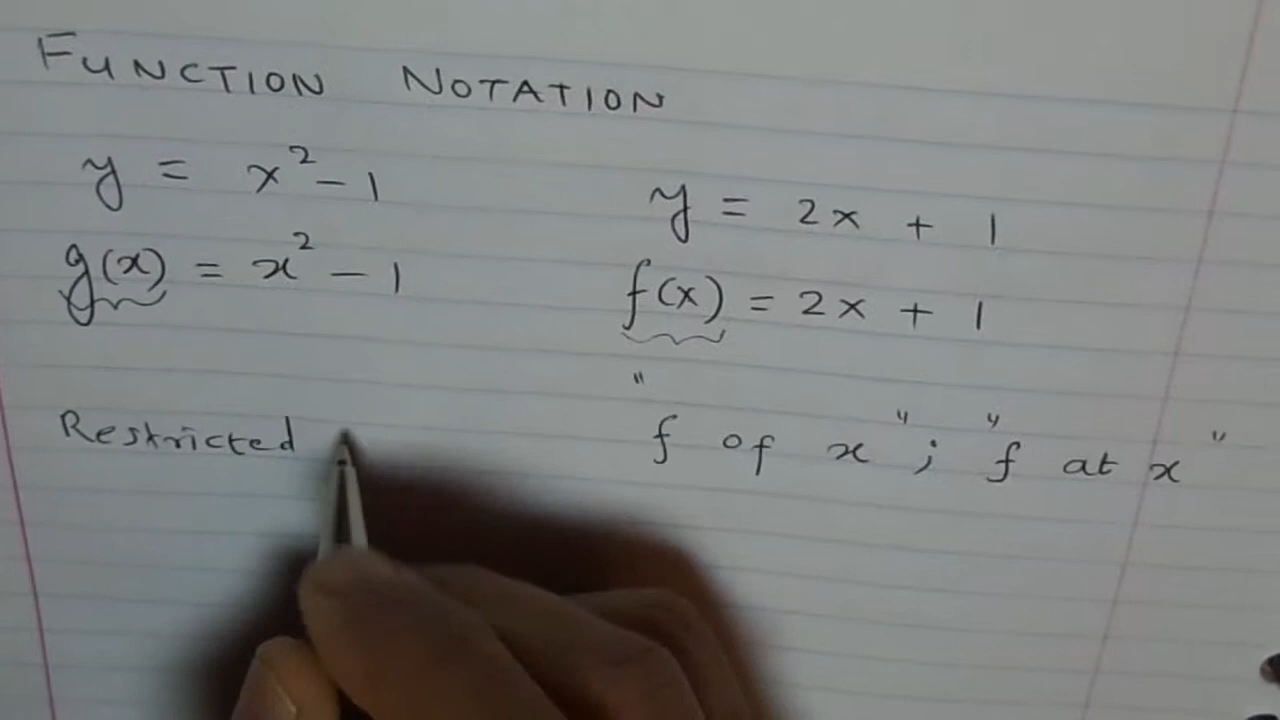 FUNCTION NOTATION
y = x² - 1
g(x) = x² - 1
y = 2x + 1
f(x) = 2x + 1
Restricted
"f of x"; "f at x"